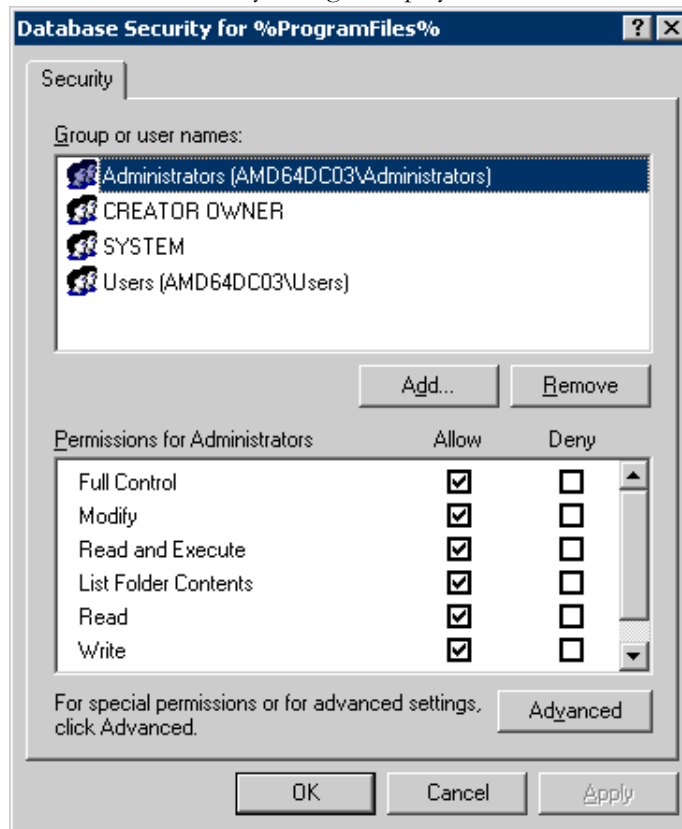 Database Security for %ProgramFiles%
Security
Group or user names:
Administrators (AMD64DC03\Administrators)
CREATOR OWNER
SYSTEM
Users (AMD64DC03\Users)
Add... Remove
Permissions for Administrators Allow Deny
Full Control
Modify
Read and Execute
List Folder Contents
Read
Write
For special permissions or for advanced settings, Advanced
click Advanced.
OK Cancel Apply